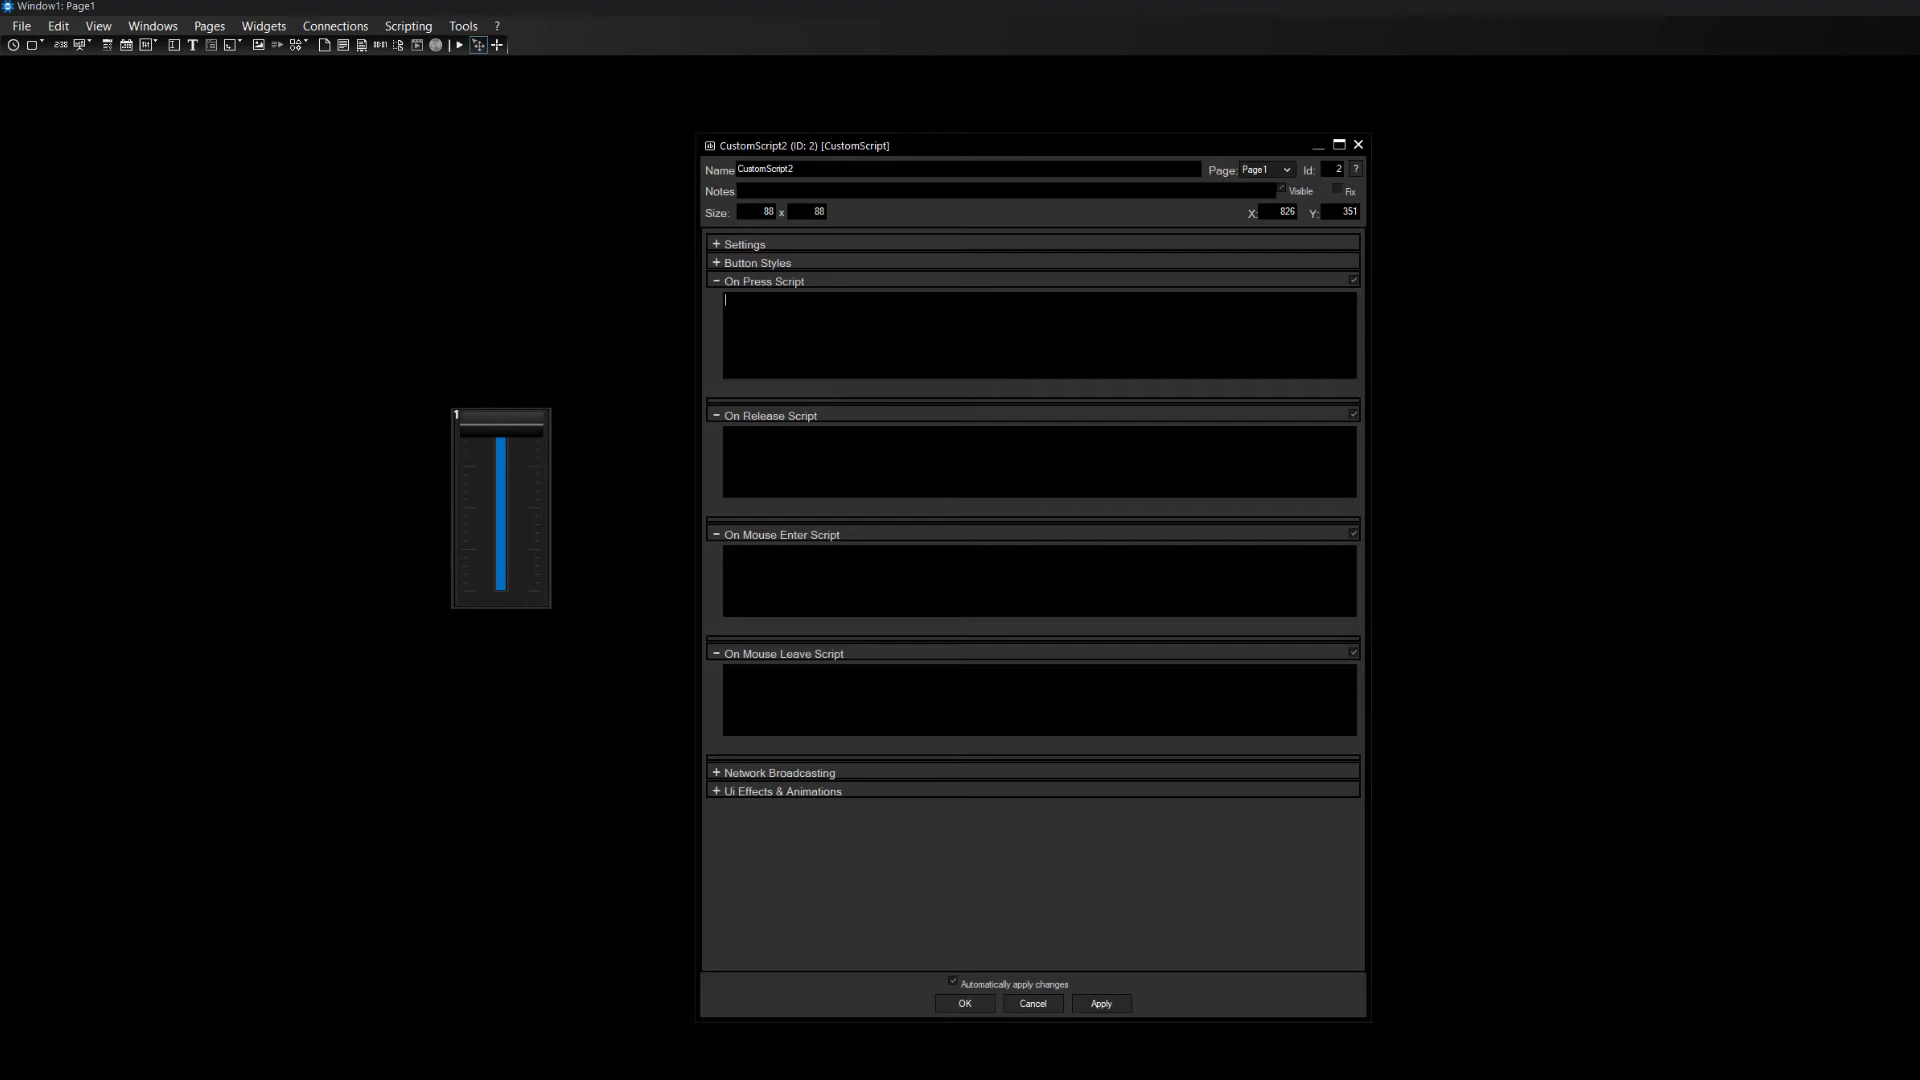 Window1: Page1
File Edit View Windows Pages Widgets Connections Scripting Tools ?
CustomScript2 (ID: 2) [CustomScript]
Name CustomScript2 Page: Page1 Id: 2 ?
Notes Visible Fix
Size: 88 x 88 X: 826 Y: 351
+ Settings
+ Button Styles
- On Press Script
1
- On Release Script
- On Mouse Enter Script
- On Mouse Leave Script
+ Network Broadcasting
+ Ui Effects & Animations
Automatically apply changes
OK Cancel Apply